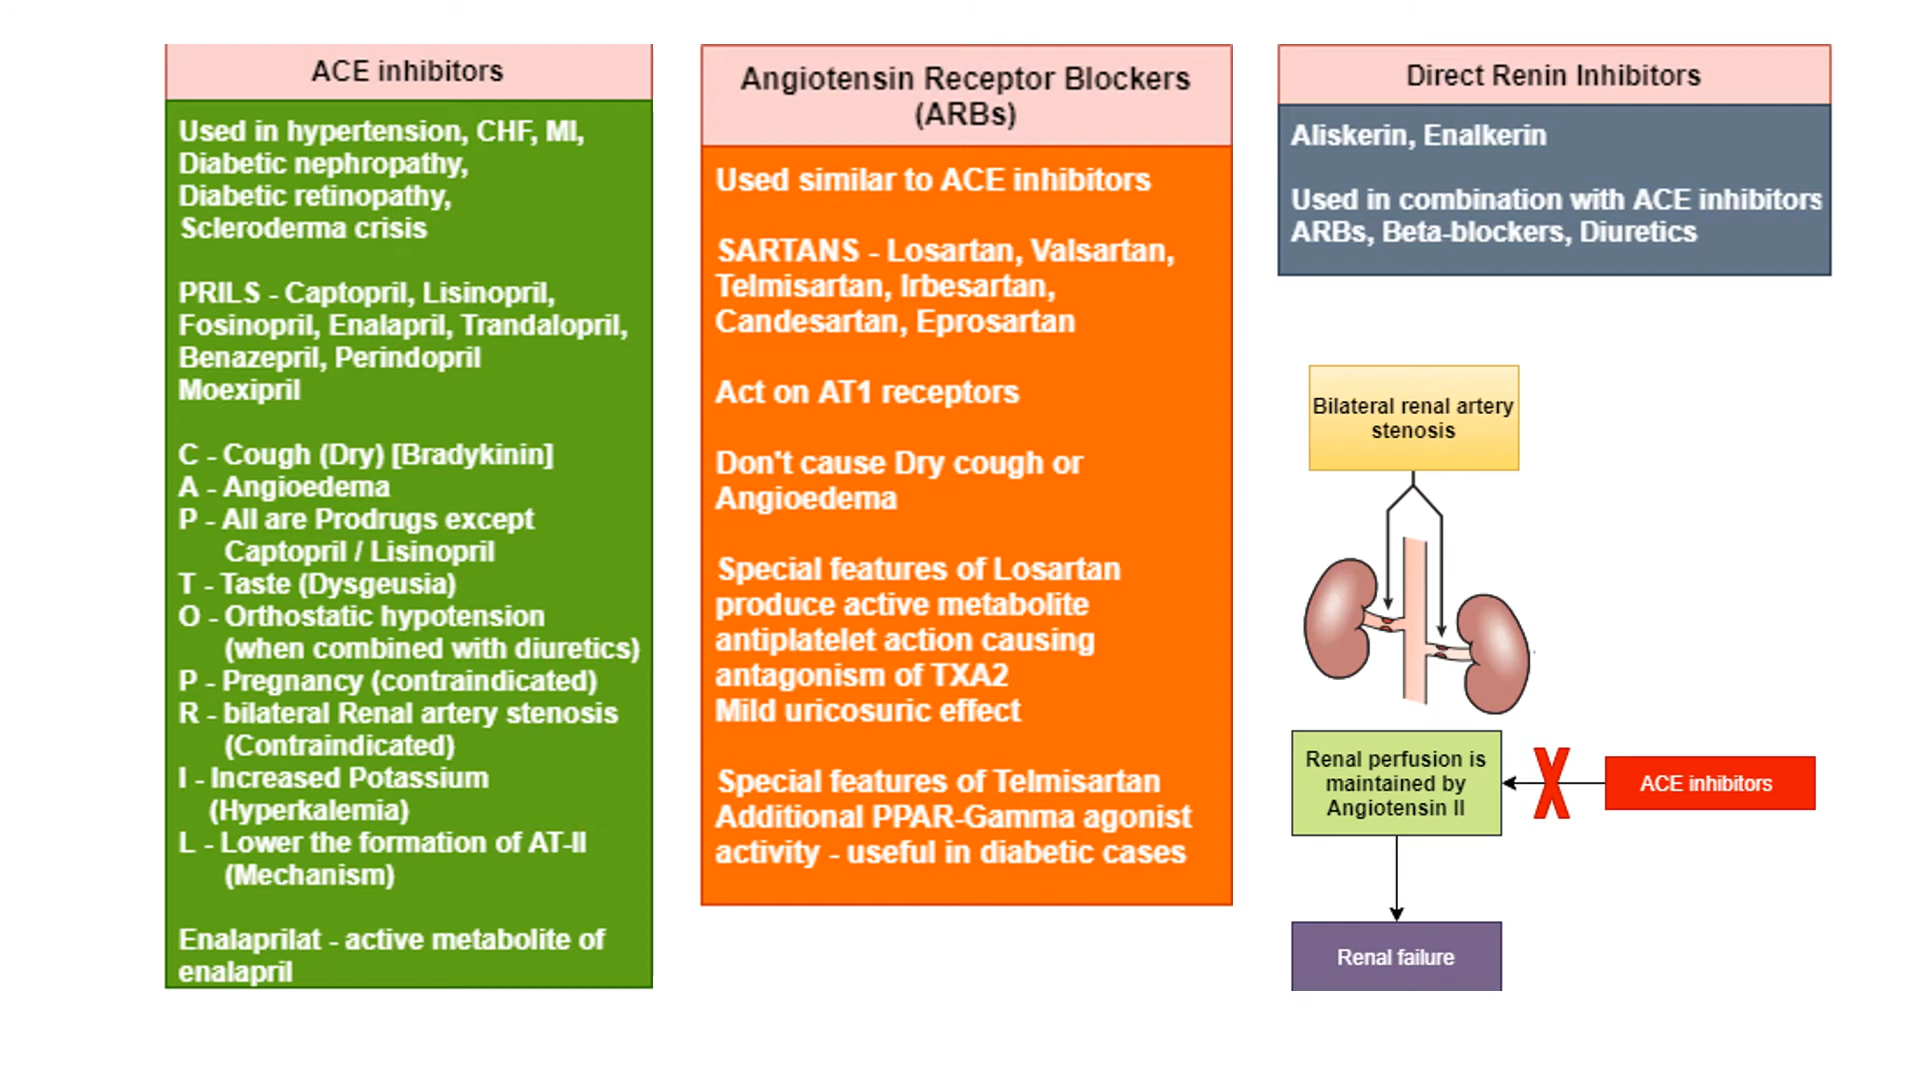 ACE inhibitors
Used in hypertension, CHF, MI,
Diabetic nephropathy,
Diabetic retinopathy,
Scleroderma crisis
PRILS - Captopril, Lisinopril,
Fosinopril, Enalapril, Trandalopril,
Benazepril, Perindopril
Moexipril
C - Cough (Dry) [Bradykinin]
A - Angioedema
P - All are Prodrugs except
Captopril / Lisinopril
T - Taste (Dysgeusia)
O - Orthostatic hypotension
(when combined with diuretics)
P - Pregnancy (contraindicated)
R - bilateral Renal artery stenosis
(Contraindicated)
I - Increased Potassium
(Hyperkalemia)
L - Lower the formation of AT-II
(Mechanism)
Enalaprilat - active metabolite of
enalapril
Angiotensin Receptor Blockers
(ARBs)
Used similar to ACE inhibitors
SARTANS - Losartan, Valsartan,
Telmisartan, Irbesartan,
Candesartan, Eprosartan
Act on AT1 receptors
Don't cause Dry cough or
Angioedema
Special features of Losartan
produce active metabolite
antiplatelet action causing
antagonism of TXA2
Mild uricosuric effect
Special features of Telmisartan
Additional PPAR-Gamma agonist
activity - useful in diabetic cases
Direct Renin Inhibitors
Aliskerin, Enalkerin
Used in combination with ACE inhibitors
ARBs, Beta-blockers, Diuretics
Bilateral renal artery
stenosis
Renal perfusion is
maintained by
Angiotensin II
X
ACE inhibitors
Renal failure